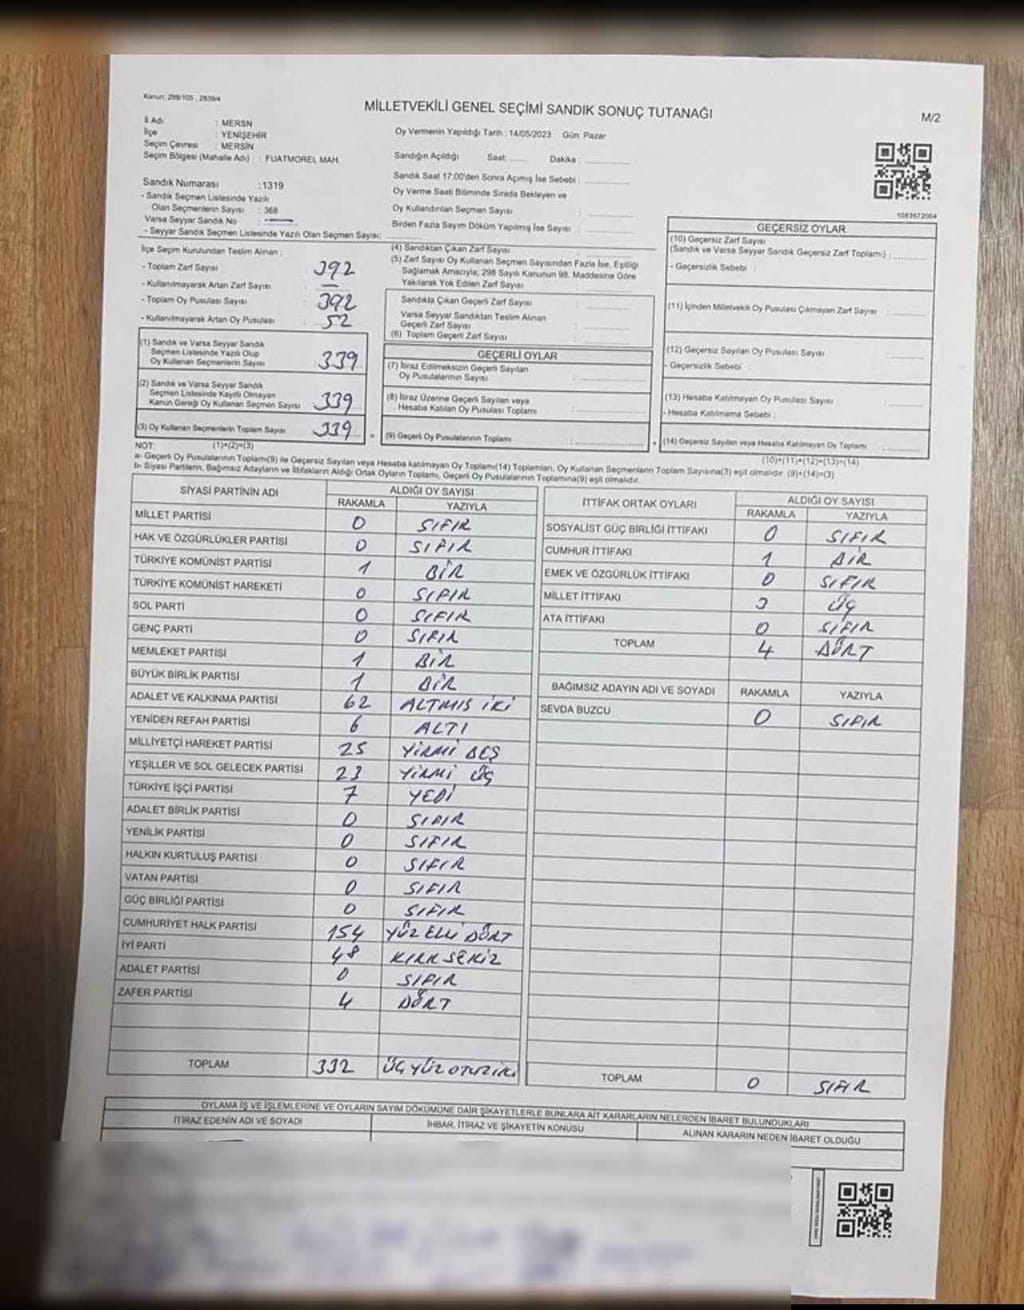 Kanun: 298/105 , 2839/4
MİLLETVEKİLİ GENEL SEÇİMİ SANDIK SONUÇ TUTANAĞI
M/2
İl Adı : MERSN
İlçe : YENİŞEHİR
Seçim Çevresi : MERSİN
Seçim Bölgesi (Mahalle Adı) : FUATMOREL MAH.
Oy Vermenin Yapıldığı Tarih : 14/05/2023 Gün: Pazar
Sandığın Açıldığı Saat: ...... Dakika : ............
Sandık Saat 17:00'den Sonra Açımış İse Sebebi : ............
Oy Verme Saati Bitiminde Sırada Bekleyen ve
Oy Kullandırılan Seçmen Sayısı : ............
Birden Fazla Sayım Döküm Yapılmış İse Sayısı : ............
1083672064
Sandık Numarası :1319
- Sandık Seçmen Listesinde Yazılı
Olan Seçmenlerin Sayısı : 368
Varsa Seyyar Sandık No :
- Seyyar Sandık Seçmen Listesinde Yazılı Olan Seçmen Sayısı:
İlçe Seçim Kurulundan Teslim Alınan :
- Toplam Zarf Sayısı : 392
- Kullanılmayarak Artan Zarf Sayısı : —
- Toplam Oy Pusulası Sayısı : 392
- Kullanılmayarak Artan Oy Pusulası : 52
(1) Sandık ve Varsa Seyyar Sandık
Seçmen Listesinde Yazılı Olup
Oy Kullanan Seçmenlerin Sayısı : 339
(2) Sandık ve Varsa Seyyar Sandık
Seçmen Listesinde Kayıtlı Olmayan
Kanun Gereği Oy Kullanan Seçmen Sayısı : 339
(3) Oy Kullanan Seçmenlerin Toplam Sayısı : 339
(1)+(2)=(3)
(4) Sandıktan Çıkan Zarf Sayısı
(5) Zarf Sayısı Oy Kullanan Seçmen Sayısından Fazla İse, Eşitliği
Sağlamak Amacıyla; 298 Sayılı Kanunun 98. Maddesine Göre
Yakılarak Yok Edilen Zarf Sayısı : ............
Sandıkta Çıkan Geçerli Zarf Sayısı : ............
Varsa Seyyar Sandıktan Teslim Alınan
Geçerli Zarf Sayısı : ............
(6) Toplam Geçerli Zarf Sayısı : ............
GEÇERLİ OYLAR
(7) İtiraz Edilmeksizin Geçerli Sayılan
Oy Pusulalarının Sayısı : ............
(8) İtiraz Üzerine Geçerli Sayılan veya
Hesaba Katılan Oy Pusulası Toplamı : ............
(9) Geçerli Oy Pusulalarının Toplamı : ............
GEÇERSİZ OYLAR
(10) Geçersiz Zarf Sayısı
(Sandık ve Varsa Seyyar Sandık Geçersiz Zarf Toplamı) : ........
- Geçersizlik Sebebi :
(11) İçinden Milletvekili Oy Pusulası Çıkmayan Zarf Sayısı : ........
(12) Geçersiz Sayılan Oy Pusulası Sayısı : ........
- Geçersizlik Sebebi :
(13) Hesaba Katılmayan Oy Pusulası Sayısı : ........
- Hesaba Katılmama Sebebi :
(14) Geçersiz Sayılan veya Hesaba Katılmayan Oy Toplamı : ........
(10)+(11)+(12)+(13)=(14)
NOT:
a- Geçerli Oy Pusulalarının Toplamı(9) ile Geçersiz Sayılan veya Hesaba katılmayan Oy Toplamı(14) Toplamları, Oy Kullanan Seçmenlerin Toplam Sayısına(3) eşit olmalıdır. (9)+(14)=(3)
b- Siyasi Partilerin, Bağımsız Adayların ve İttifakların Aldığı Ortak Oyların Toplamı, Geçerli Oy Pusulalarının Toplamına(9) eşit olmalıdır.
SİYASİ PARTİNİN ADI ALDIĞI OY SAYISI
RAKAMLA YAZIYLA
MİLLET PARTİSİ 0 SIFIR
HAK VE ÖZGÜRLÜKLER PARTİSİ 0 SIFIR
TÜRKİYE KOMÜNİST PARTİSİ 1 BİR
TÜRKİYE KOMÜNİST HAREKETİ 0 SIFIR
SOL PARTİ 0 SIFIR
GENÇ PARTİ 0 SIFIR
MEMLEKET PARTİSİ 1 BİR
BÜYÜK BİRLİK PARTİSİ 1 BİR
ADALET VE KALKINMA PARTİSİ 62 ALTMIŞ İKİ
YENİDEN REFAH PARTİSİ 6 ALTI
MİLLİYETÇİ HAREKET PARTİSİ 25 YİRMİ BEŞ
YEŞİLLER VE SOL GELECEK PARTİSİ 23 YİRMİ ÜÇ
TÜRKİYE İŞÇİ PARTİSİ 7 YEDİ
ADALET BİRLİK PARTİSİ 0 SIFIR
YENİLİK PARTİSİ 0 SIFIR
HALKIN KURTULUŞ PARTİSİ 0 SIFIR
VATAN PARTİSİ 0 SIFIR
GÜÇ BİRLİĞİ PARTİSİ 0 SIFIR
CUMHURİYET HALK PARTİSİ 154 YÜZ ELLİ DÖRT
İYİ PARTİ 48 KIRK SEKİZ
ADALET PARTİSİ 0 SIFIR
ZAFER PARTİSİ 4 DÖRT
TOPLAM 332 ÜÇ YÜZ OTUZ İKİ
İTTİFAK ORTAK OYLARI ALDIĞI OY SAYISI
RAKAMLA YAZIYLA
SOSYALİST GÜÇ BİRLİĞİ İTTİFAKI 0 SIFIR
CUMHUR İTTİFAKI 1 BİR
EMEK VE ÖZGÜRLÜK İTTİFAKI 0 SIFIR
MİLLET İTTİFAKI 3 ÜÇ
ATA İTTİFAKI 0 SIFIR
TOPLAM 4 DÖRT
BAĞIMSIZ ADAYIN ADI VE SOYADI RAKAMLA YAZIYLA
SEVDA BUZCU 0 SIFIR
TOPLAM 0 SIFIR
OYLAMA İŞ VE İŞLEMLERİNE VE OYLARIN SAYIM DÖKÜMÜNE DAİR ŞİKAYETLERLE BUNLARA AİT KARARLARIN NELERDEN İBARET BULUNDUKLARI
İTİRAZ EDENİN ADI VE SOYADI İHBAR, İTİRAZ VE ŞİKAYETİN KONUSU ALINAN KARARIN NEDEN İBARET OLDUĞU